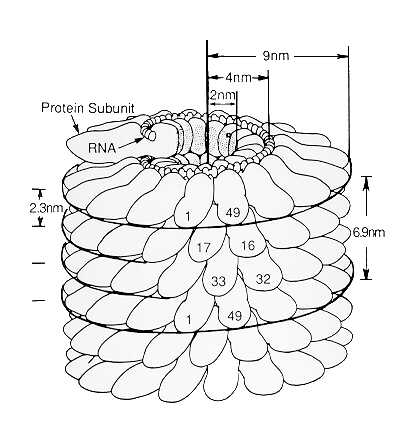 9nm
4nm
2nm
Protein Subunit
RNA
2.3nm
1 49
17 16
6.9nm
33 32
1 49